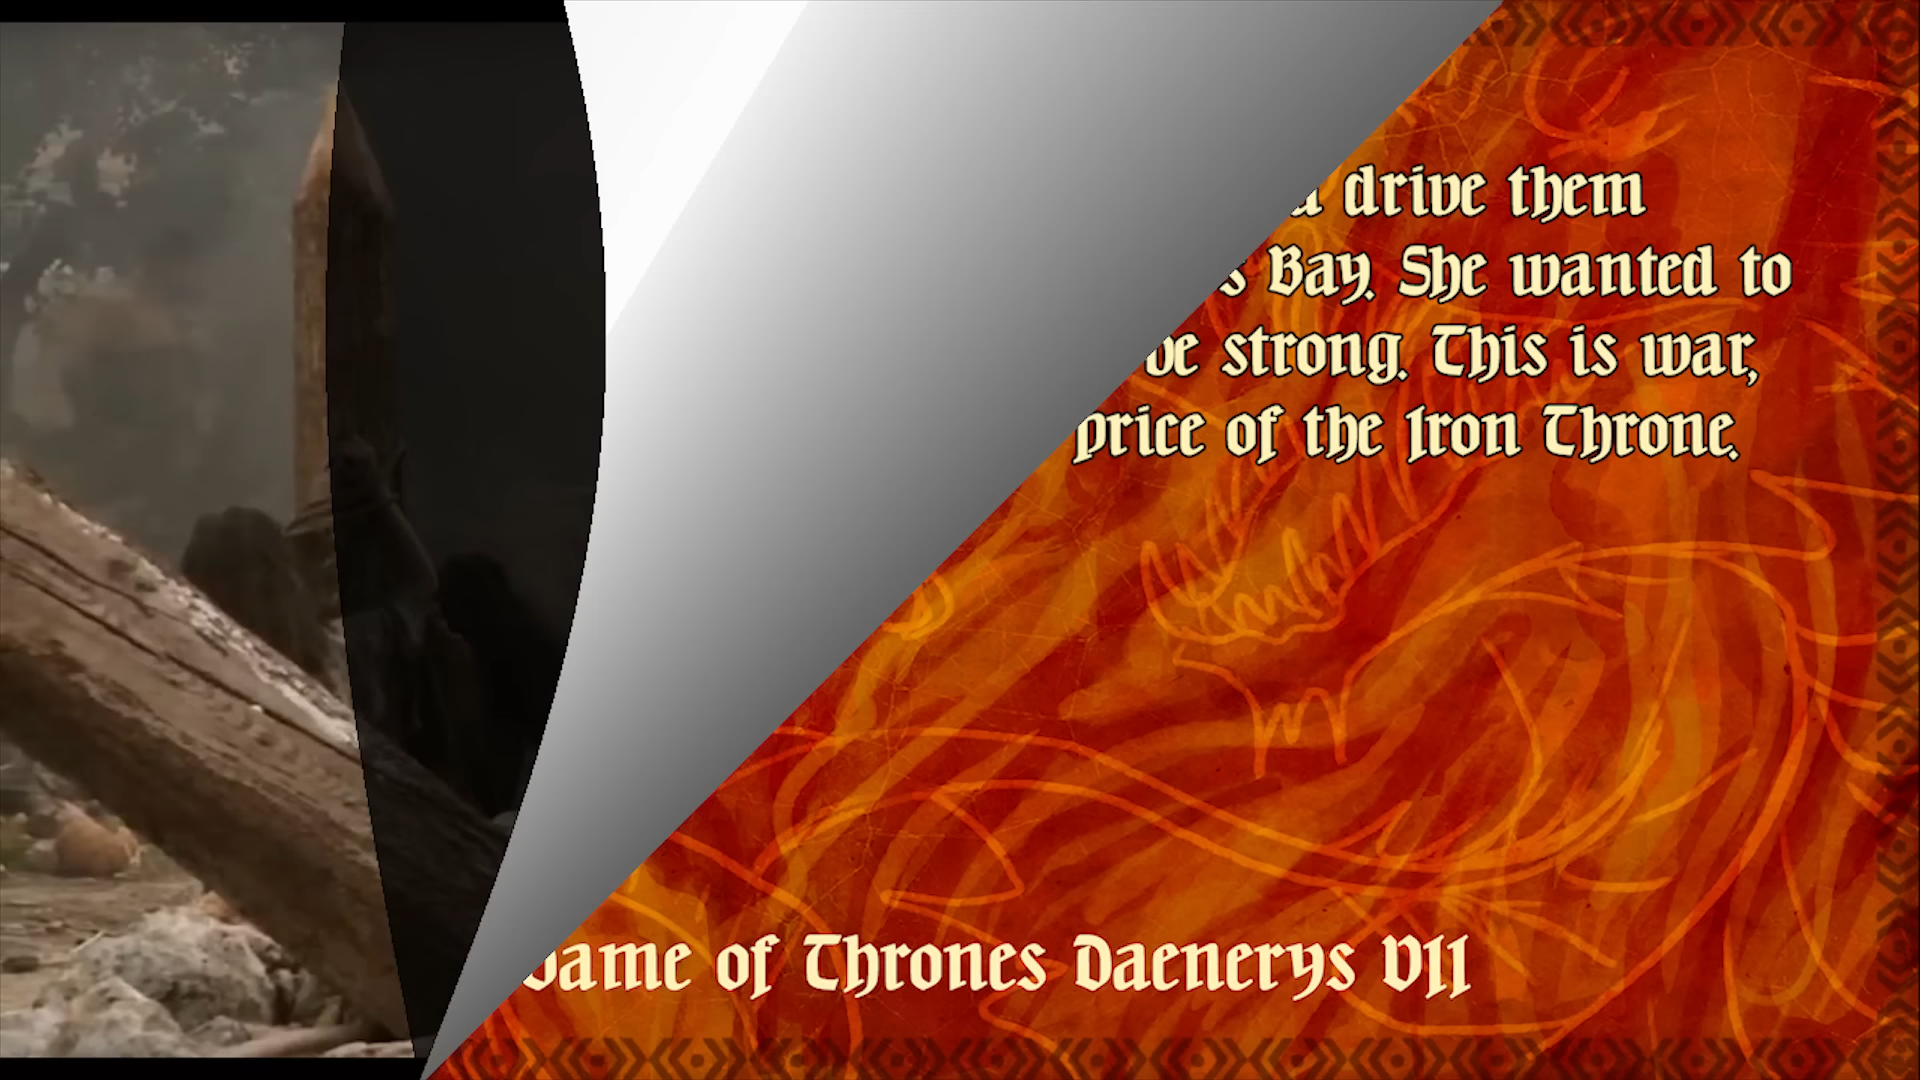 drive them
Bay. She wanted to
strong. This is war,
price of the Iron Throne.
of Thrones Daenerys VII